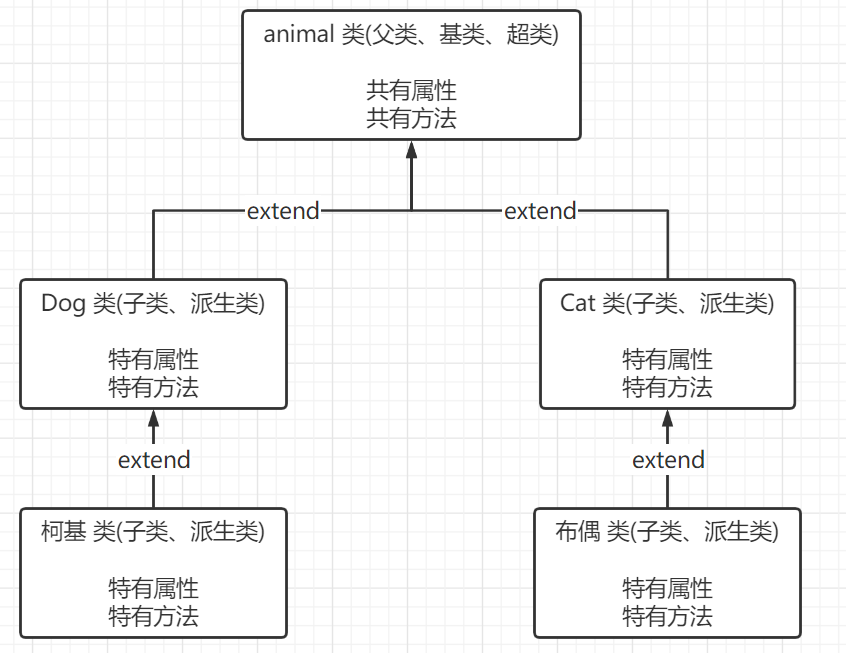 animal 类(父类、基类、超类)
共有属性
共有方法
extend
extend
Dog 类(子类、派生类)
特有属性
特有方法
Cat 类(子类、派生类)
特有属性
特有方法
extend
extend
柯基 类(子类、派生类)
特有属性
特有方法
布偶 类(子类、派生类)
特有属性
特有方法